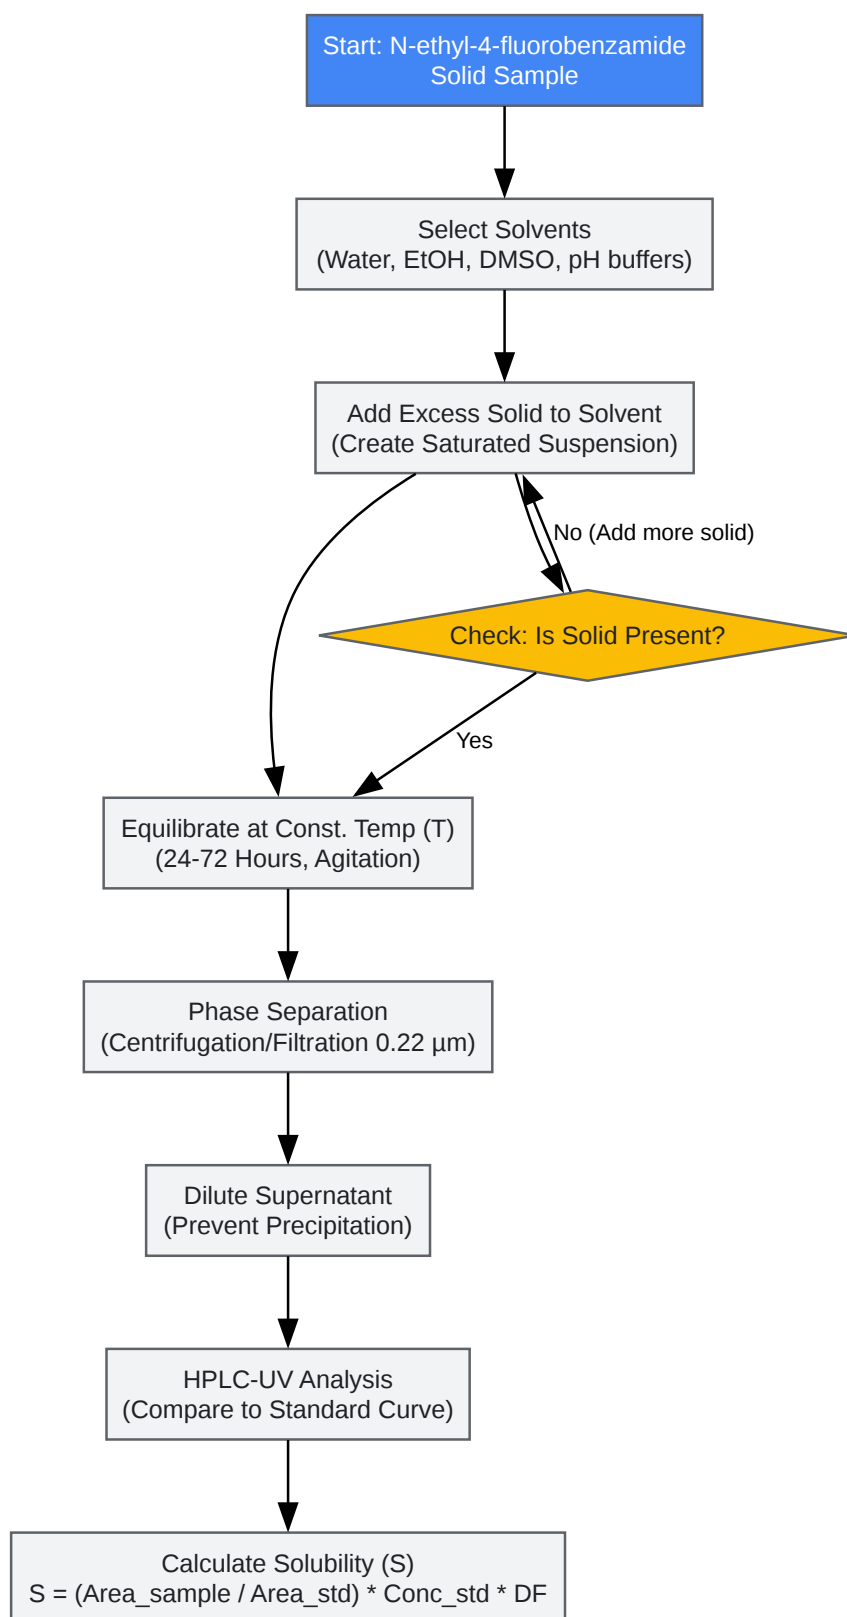 Start: N-ethyl-4-fluorobenzamide
Solid Sample
Select Solvents
(Water, EtOH, DMSO, pH buffers)
Add Excess Solid to Solvent
(Create Saturated Suspension)
No (Add more solid)
Check: Is Solid Present?
Yes
Equilibrate at Const. Temp (T)
(24-72 Hours, Agitation)
Phase Separation
(Centrifugation/Filtration 0.22 µm)
Dilute Supernatant
(Prevent Precipitation)
HPLC-UV Analysis
(Compare to Standard Curve)
Calculate Solubility (S)
S = (Area_sample / Area_std) * Conc_std * DF